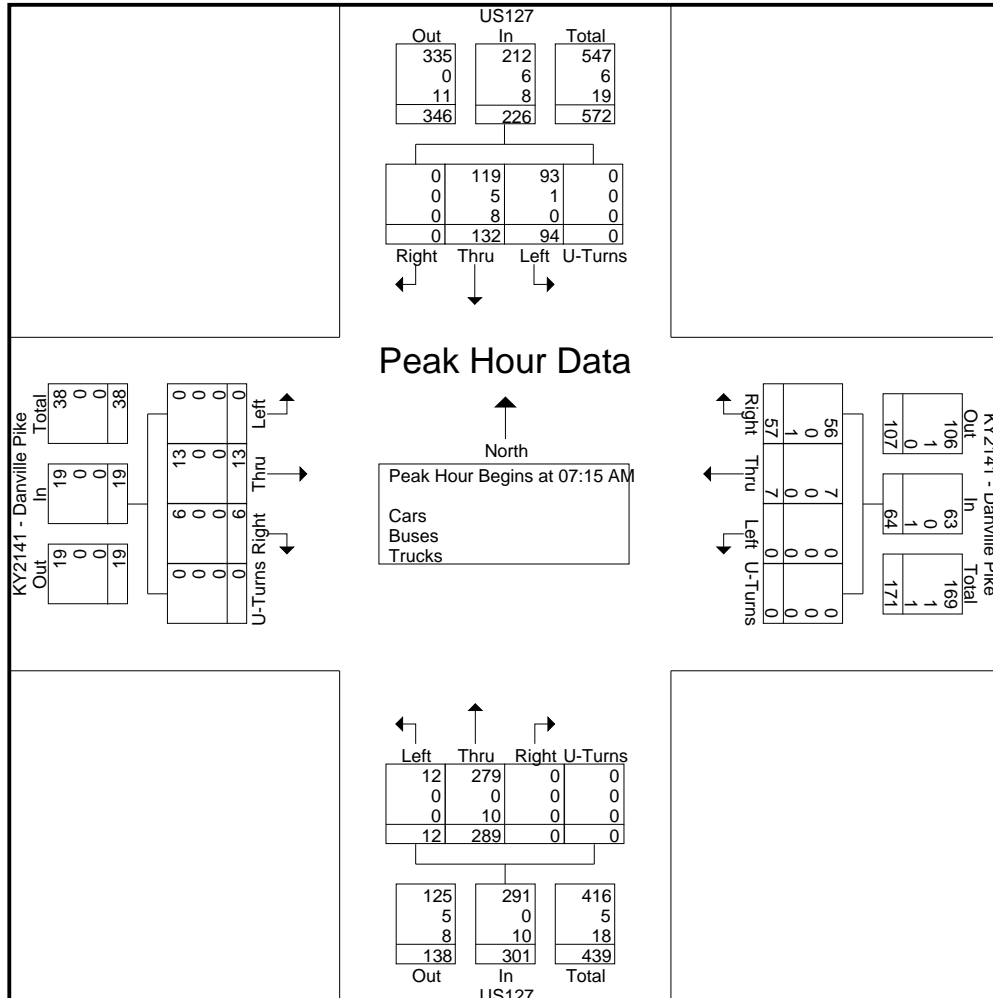 US127
Out In Total
335 212 547
0 6 6
11 8 19
346 226 572
0 119 93 0
0 5 1 0
0 8 0 0
0 132 94 0
Right Thru Left U-Turns
Peak Hour Data
North
Peak Hour Begins at 07:15 AM
Cars
Buses
Trucks
KY2141 - Danville Pike
Out In Total
19 19 38
0 0 0
0 0 0
19 19 38
0 6 13 0
0 0 0 0
0 0 0 0
0 6 13 0
U-Turns Right Thru Left
KY2141 - Danville Pike
Out In Total
106 63 169
1 0 1
0 1 1
107 64 171
56 7 0 0
0 0 0 0
1 0 0 0
57 7 0 0
Right Thru Left U-Turns
Left Thru Right U-Turns
12 279 0 0
0 0 0 0
0 10 0 0
12 289 0 0
125 291 416
5 0 5
8 10 18
138 301 439
Out In Total
US127